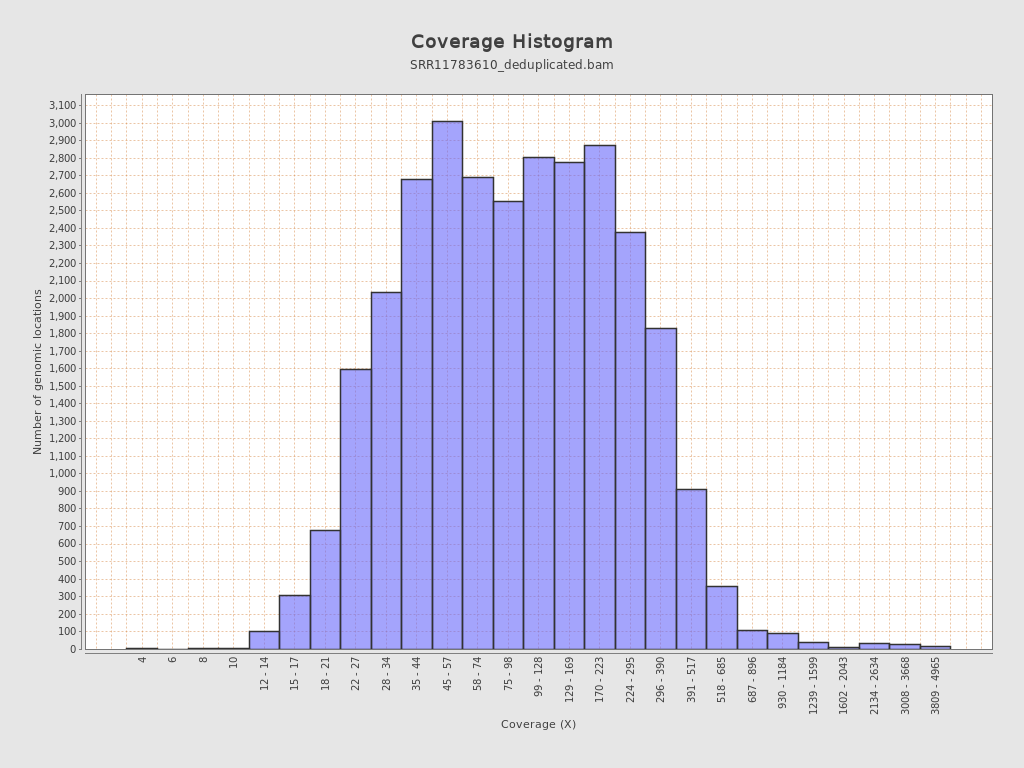 Coverage Histogram
SRR11783610_deduplicated.bam
Number of genomic locations
3,100
3,000
2,900
2,800
2,700
2,600
2,500
2,400
2,300
2,200
2,100
2,000
1,900
1,800
1,700
1,600
1,500
1,400
1,300
1,200
1,100
1,000
900
800
700
600
500
400
300
200
100
0
4
6
8
10
12 - 14
15 - 17
18 - 21
22 - 27
28 - 34
35 - 44
45 - 57
58 - 74
75 - 98
99 - 128
129 - 169
170 - 223
224 - 295
296 - 390
391 - 517
518 - 685
687 - 896
930 - 1184
1239 - 1599
1602 - 2043
2134 - 2634
3008 - 3668
3809 - 4965
Coverage (X)